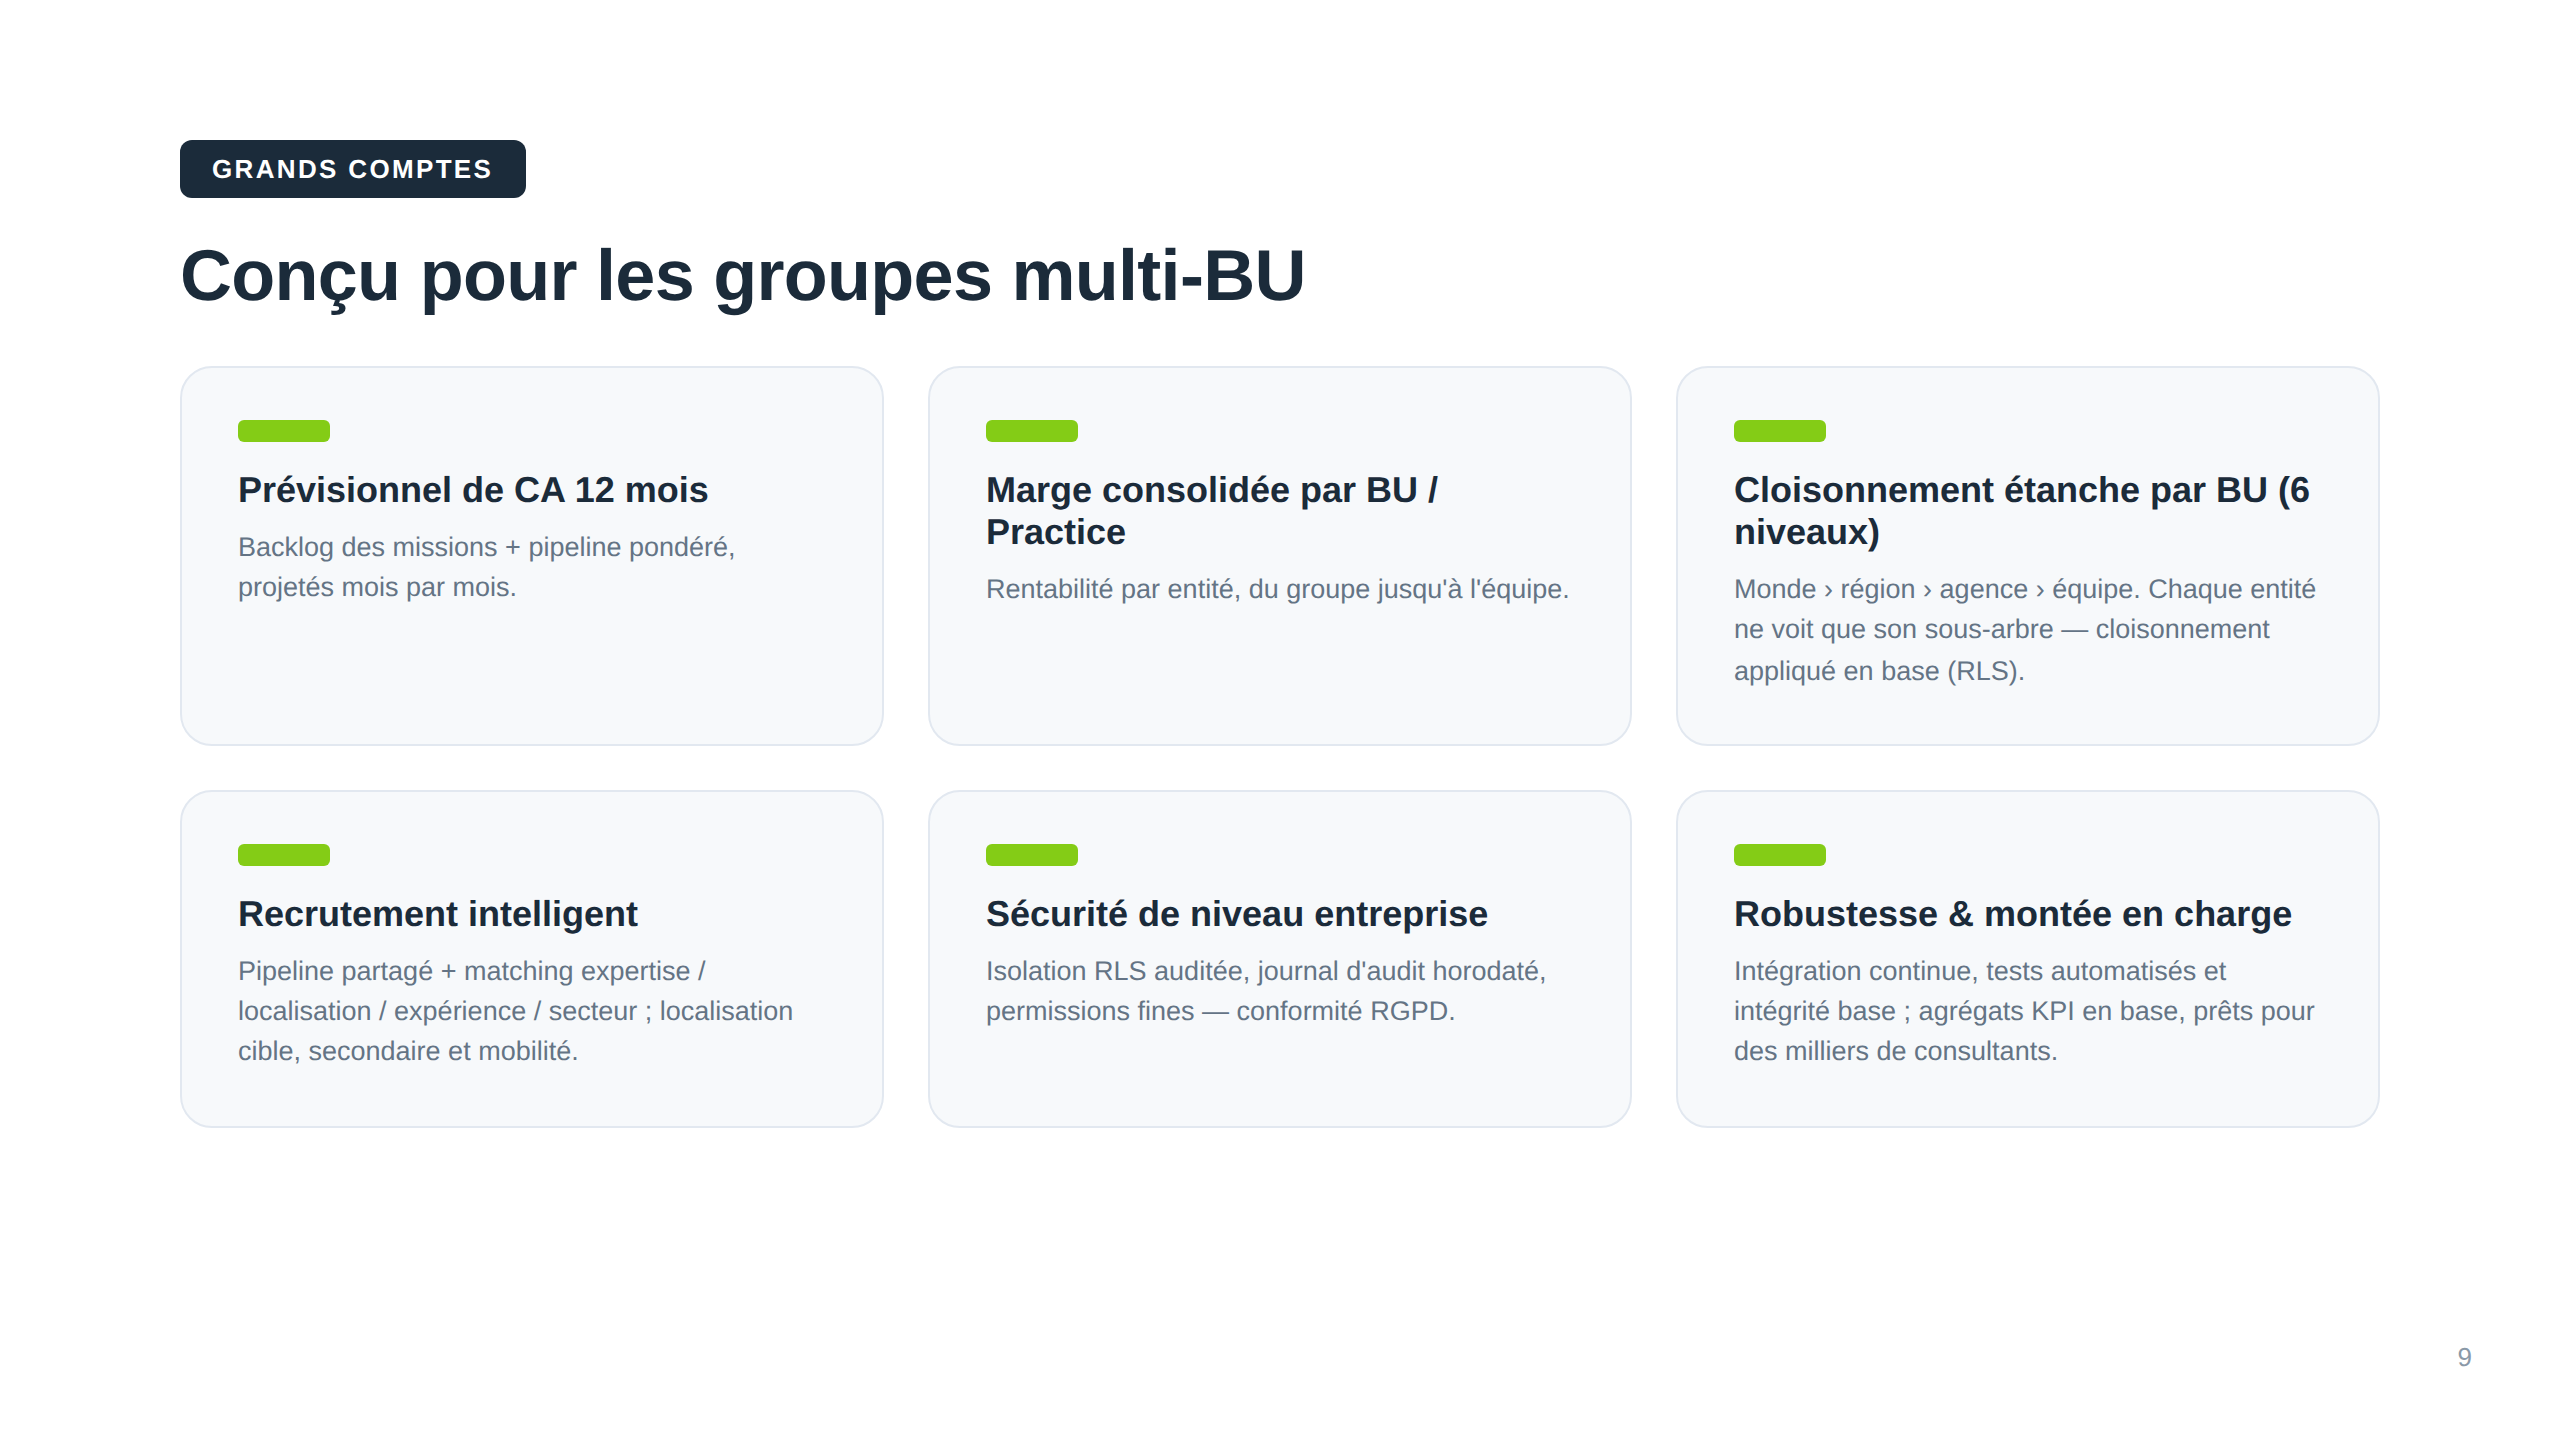 GRANDS COMPTES
Conçu pour les groupes multi-BU
Prévisionnel de CA 12 mois
Backlog des missions + pipeline pondéré,
projetés mois par mois.
Marge consolidée par BU /
Practice
Rentabilité par entité, du groupe jusqu'à l'équipe.
Cloisonnement étanche par BU (6
niveaux)
Monde › région › agence › équipe. Chaque entité
ne voit que son sous-arbre — cloisonnement
appliqué en base (RLS).
Recrutement intelligent
Pipeline partagé + matching expertise /
localisation / expérience / secteur ; localisation
cible, secondaire et mobilité.
Sécurité de niveau entreprise
Isolation RLS auditée, journal d'audit horodaté,
permissions fines — conformité RGPD.
Robustesse & montée en charge
Intégration continue, tests automatisés et
intégrité base ; agrégats KPI en base, prêts pour
des milliers de consultants.
9